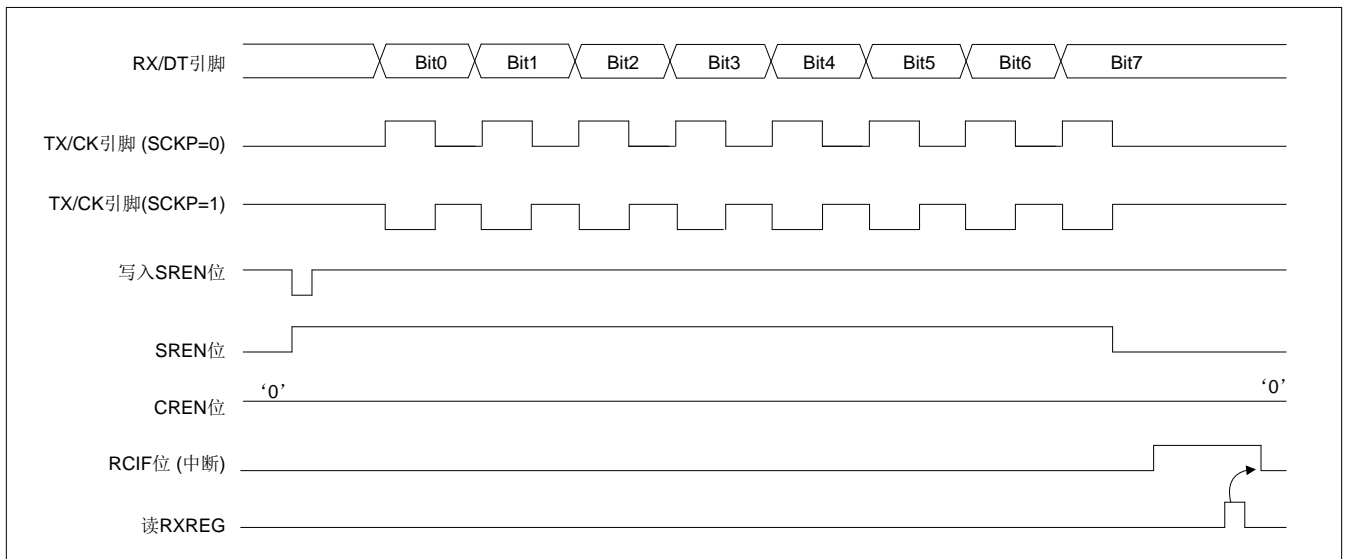 RX/DT引脚
Bit0 Bit1 Bit2 Bit3 Bit4 Bit5 Bit6 Bit7
TX/CK引脚 (SCKP=0)
TX/CK引脚(SCKP=1)
写入SREN位
SREN位
‘0’ ‘0’
CREN位
RCIF位 (中断)
读RXREG